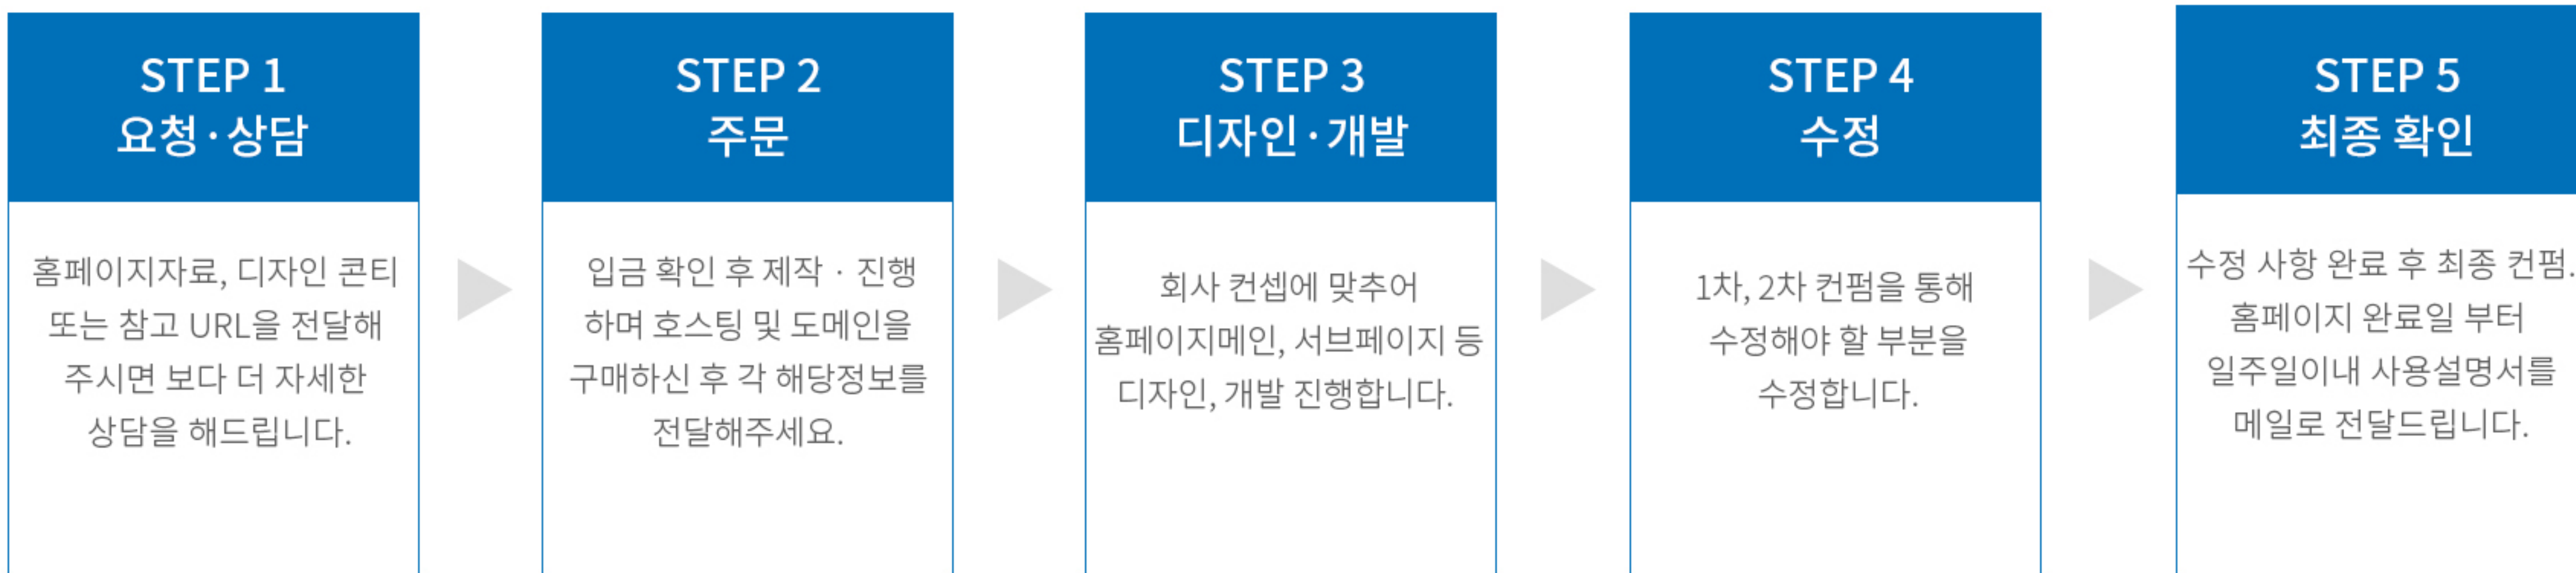 STEP 1
요청·상담
홈페이지자료, 디자인 콘티
또는 참고 URL을 전달해
주시면 보다 더 자세한
상담을 해드립니다.
STEP 2
주문
입금 확인 후 제작 · 진행
하며 호스팅 및 도메인을
구매하신 후 각 해당정보를
전달해주세요.
STEP 3
디자인·개발
회사 컨셉에 맞추어
홈페이지메인, 서브페이지 등
디자인, 개발 진행합니다.
STEP 4
수정
1차, 2차 컨펌을 통해
수정해야 할 부분을
수정합니다.
STEP 5
최종 확인
수정 사항 완료 후 최종 컨펌.
홈페이지 완료일 부터
일주일이내 사용설명서를
메일로 전달드립니다.